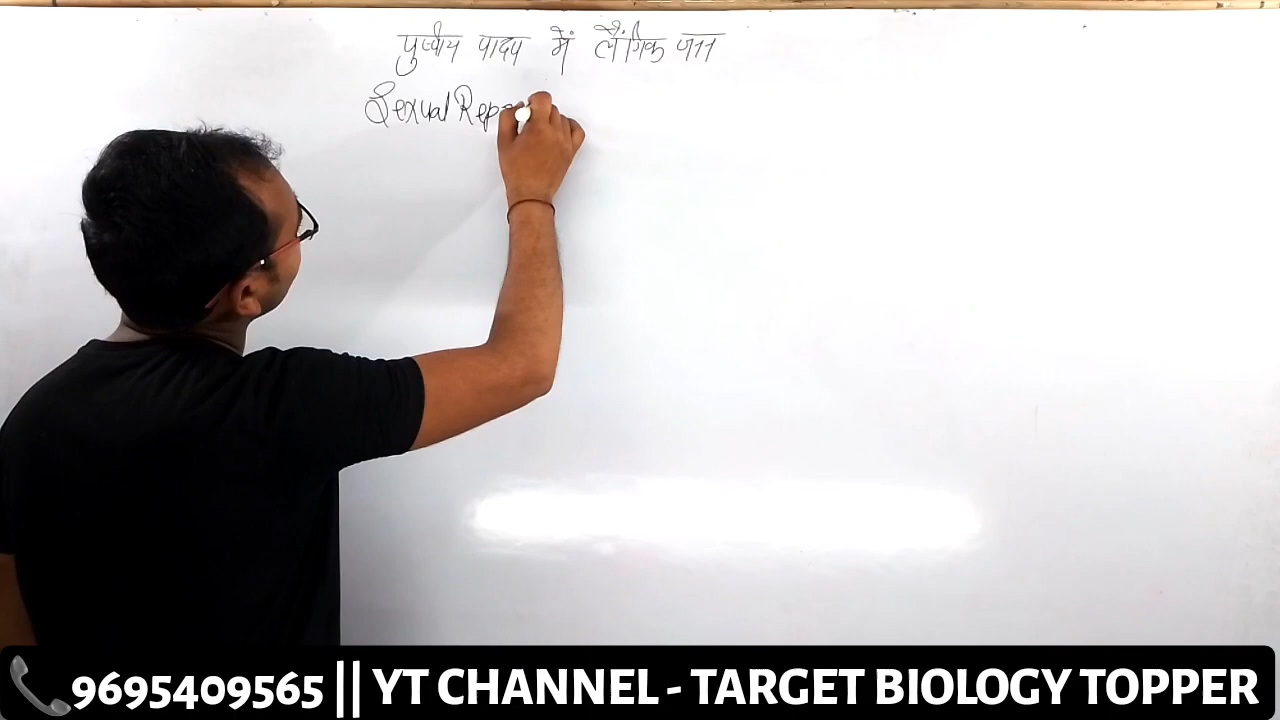 पुष्पीय पादप में लैंगिक जनन
Sexual Rep
9695409565 || YT CHANNEL - TARGET BIOLOGY TOPPER